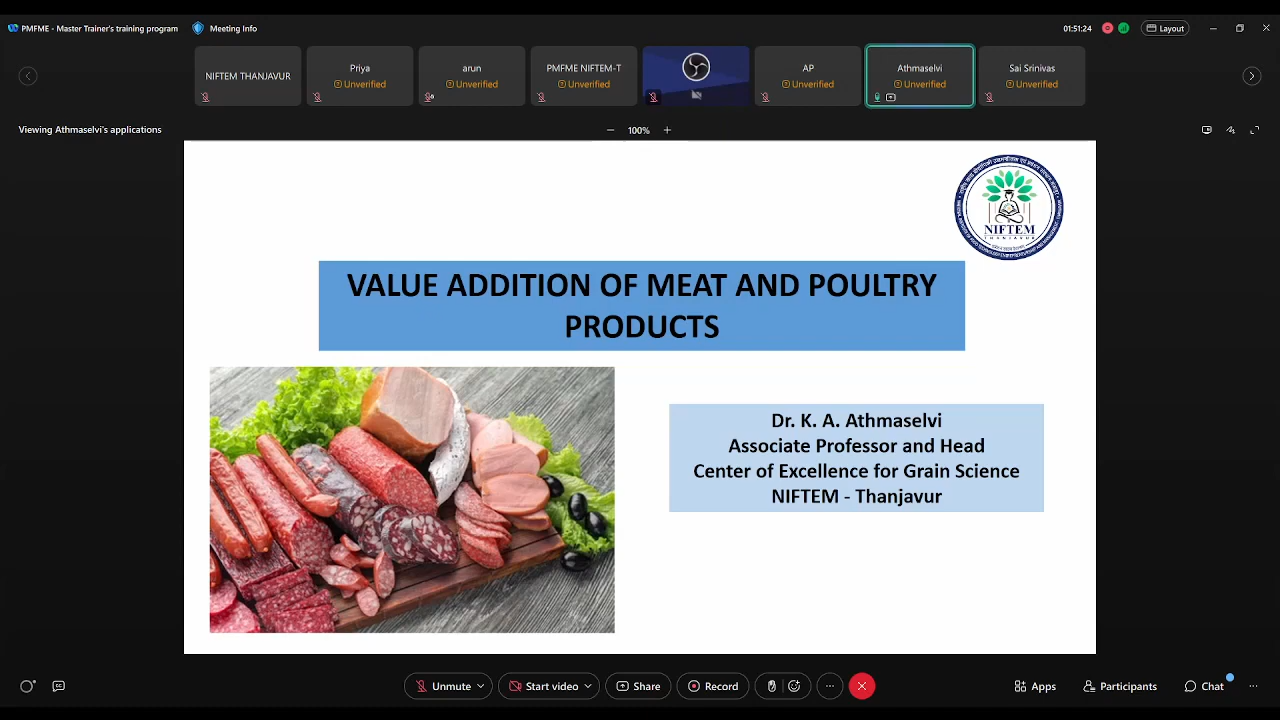 PMFME - Master Trainer's training program
Meeting Info
01:51:24
Layout
NIFTEM THANJAVUR
Priya
Unverified
arun
Unverified
PMFME NIFTEM-T
Unverified
AP
Unverified
Athmaselvi
Unverified
Sai Srinivas
Unverified
Viewing Athmaselvi's applications
100%
NIFTEM
THANJAVUR
VALUE ADDITION OF MEAT AND POULTRY
PRODUCTS
Dr. K. A. Athmaselvi
Associate Professor and Head
Center of Excellence for Grain Science
NIFTEM - Thanjavur
Unmute
Start video
Share
Record
Apps
Participants
Chat